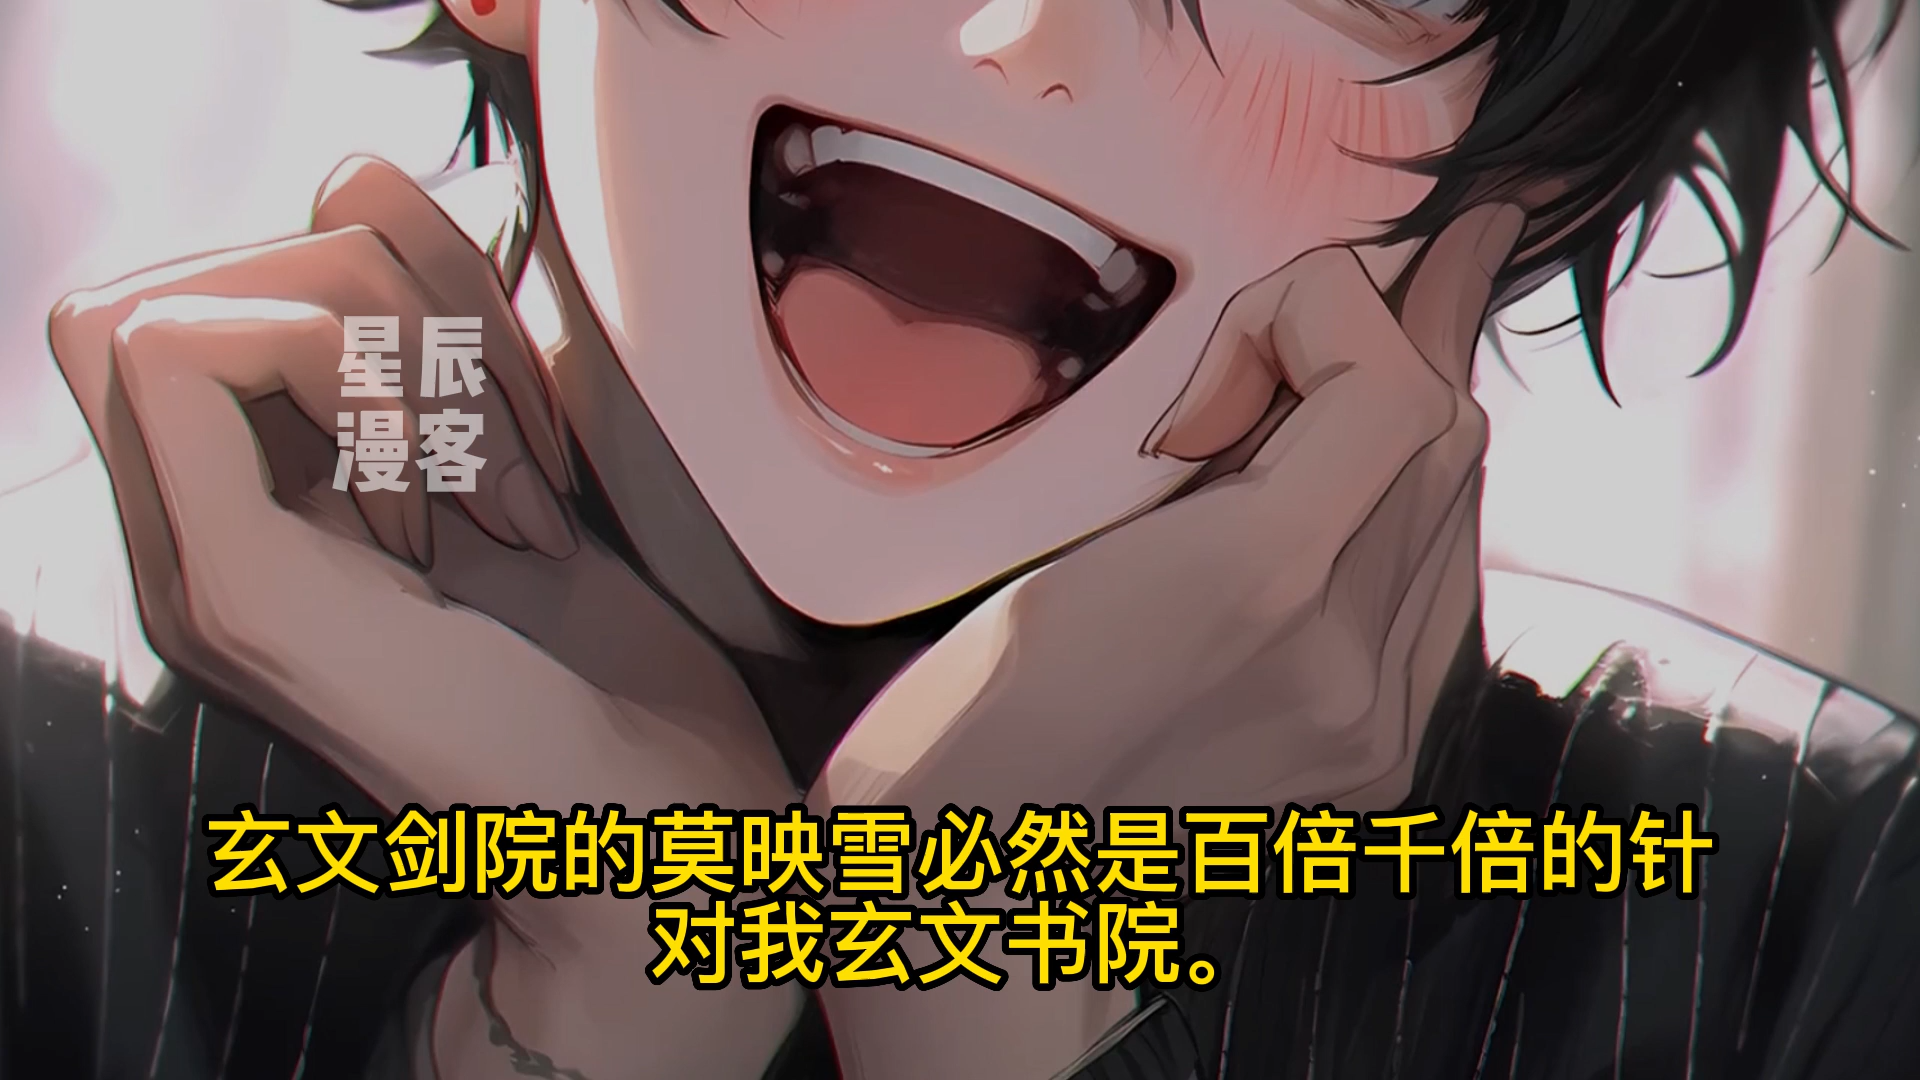 星辰
漫客
玄文剑院的莫映雪必然是百倍千倍的针
对我玄文书院。